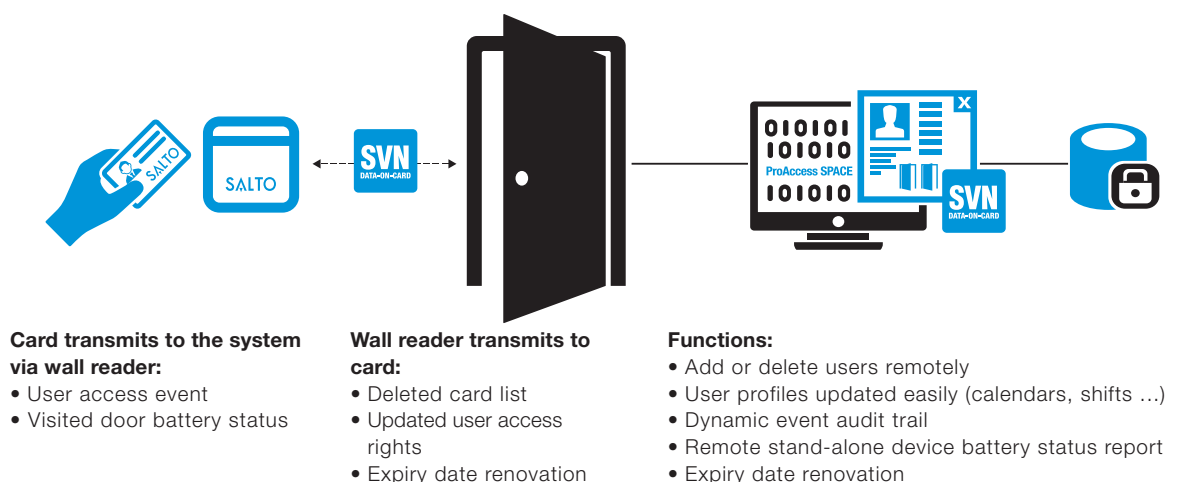 SALTO
SALTO
SVN
DATA-ON-CARD
010101
101010
ProAccess SPACE
101010
X
SVN
DATA-ON-CARD
Card transmits to the system
via wall reader:
• User access event
• Visited door battery status
Wall reader transmits to
card:
• Deleted card list
• Updated user access
rights
• Expiry date renovation
Functions:
• Add or delete users remotely
• User profiles updated easily (calendars, shifts ...)
• Dynamic event audit trail
• Remote stand-alone device battery status report
• Expiry date renovation